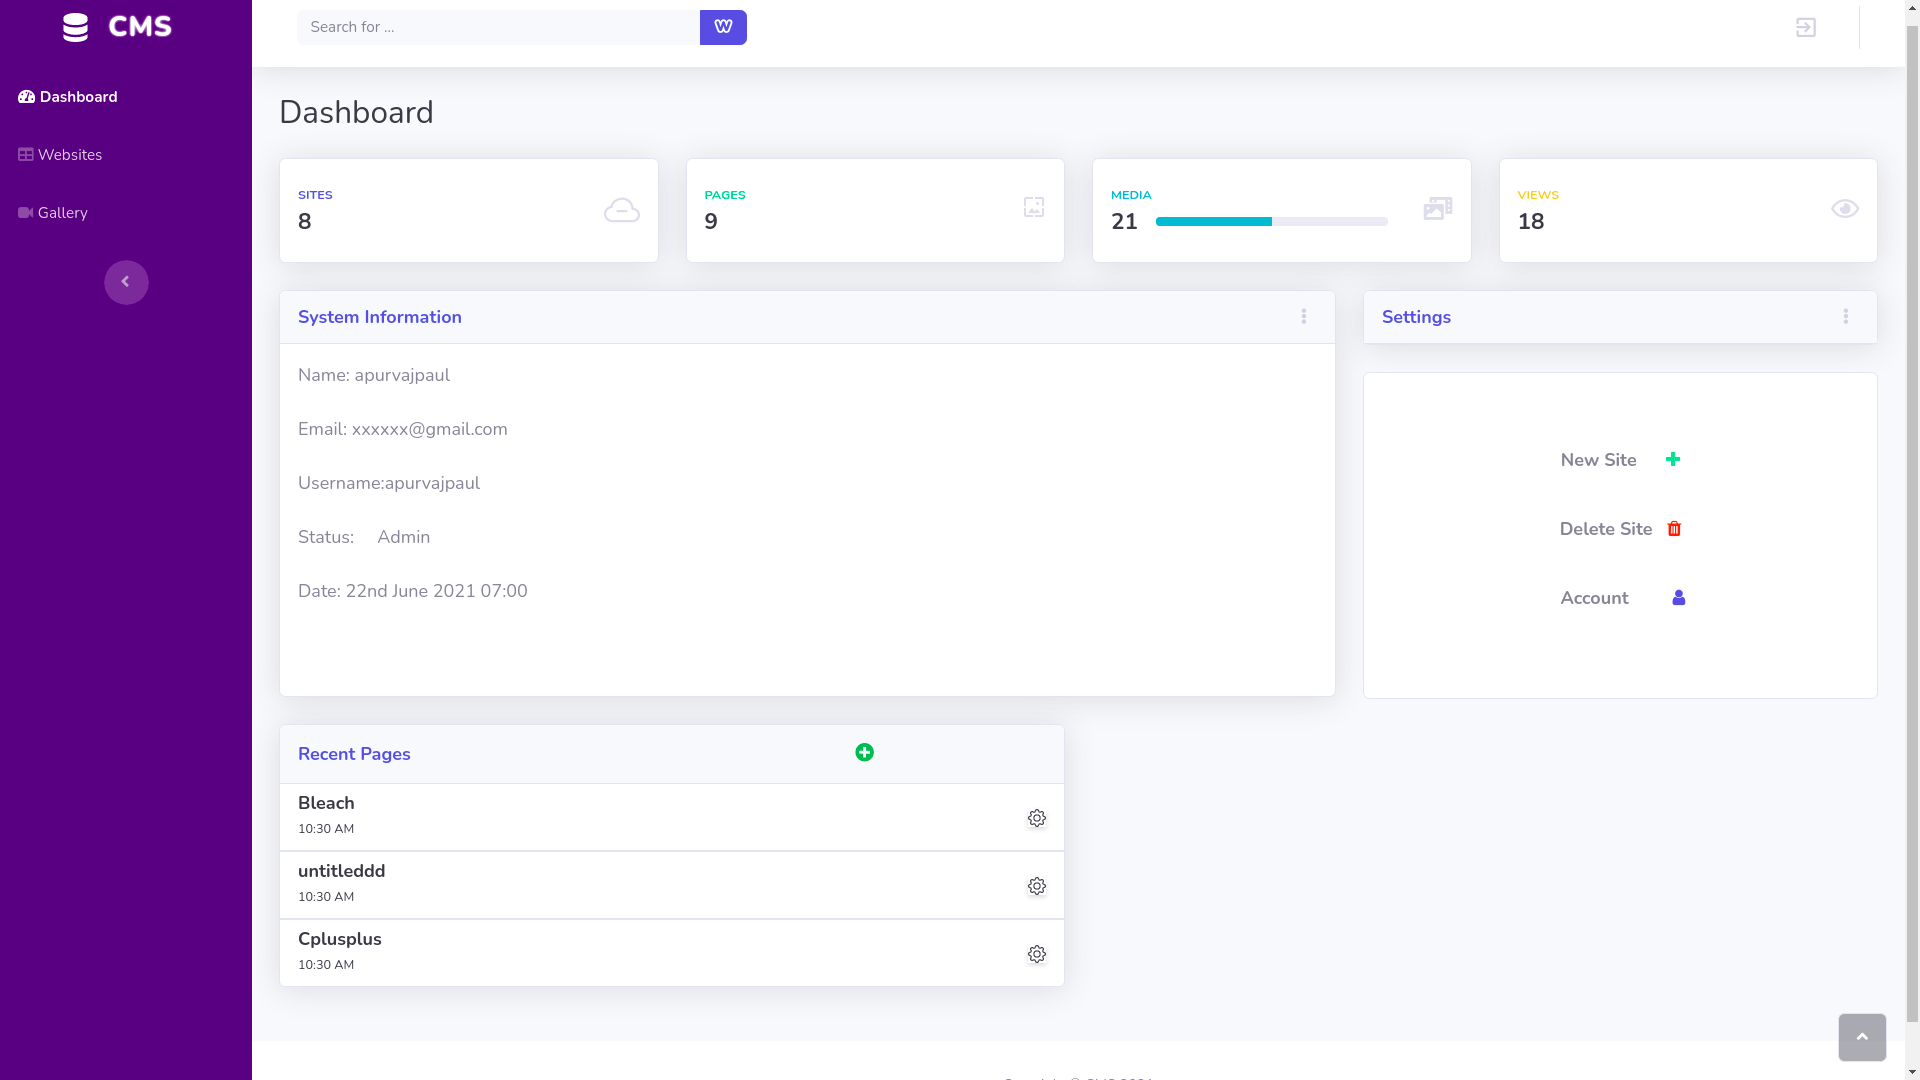 CMS
Search for ...
Dashboard
Websites
Gallery
Dashboard
SITES
8
PAGES
9
MEDIA
21
VIEWS
18
System Information
Name: apurvajpaul
Email: xxxxxx@gmail.com
Username:apurvajpaul
Status: Admin
Date: 22nd June 2021 07:00
Settings
New Site
Delete Site
Account
Recent Pages
Bleach
10:30 AM
untitleddd
10:30 AM
Cplusplus
10:30 AM